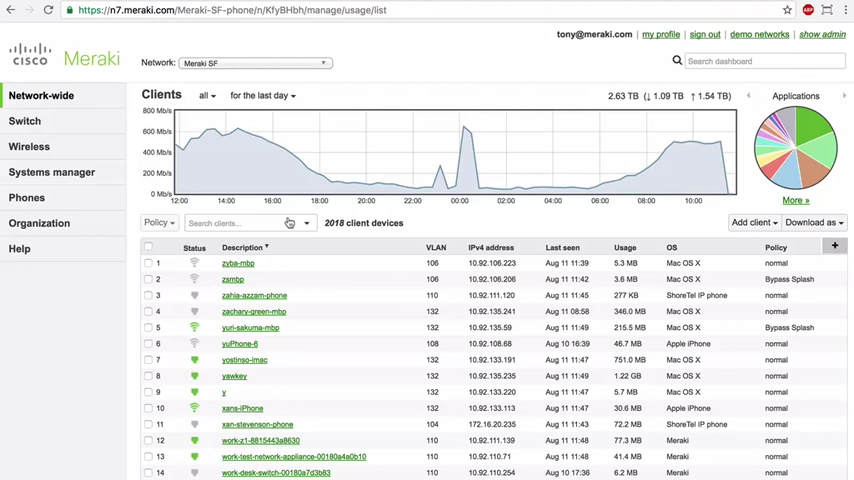 https://n7.meraki.com/Meraki-SF-phone/n/KfyBHbh/manage/usage/list
ABP
tony@meraki.com my profile sign out demo networks show admin
CISCO Meraki
Network: Meraki SF
Search dashboard
Network-wide
Switch
Wireless
Systems manager
Phones
Organization
Help
Clients all for the last day
2.63 TB (↓ 1.09 TB ↑ 1.54 TB)
Applications
800 Mb/s
600 Mb/s
400 Mb/s
200 Mb/s
0 Mb/s
12:00 14:00 16:00 18:00 20:00 22:00 00:00 02:00 04:00 06:00 08:00 10:00
More »
Policy Search clients... 2018 client devices Add client Download as
Status Description VLAN IPv4 address Last seen Usage OS Policy +
1 zyba-mbp 106 10.92.106.223 Aug 11 11:39 5.3 MB Mac OS X normal
2 zsmbp 106 10.92.106.206 Aug 11 11:42 3.6 MB Mac OS X Bypass Splash
3 zahia-azzam-phone 110 10.92.111.120 Aug 11 11:45 277 KB ShoreTel IP phone normal
4 zachary-green-mbp 132 10.92.135.241 Aug 11 08:58 346.0 MB Mac OS X normal
5 yuri-sakuma-mbp 132 10.92.135.59 Aug 11 11:49 215.5 MB Mac OS X Bypass Splash
6 yuPhone-6 108 10.92.108.68 Aug 10 16:39 46.7 MB Apple iPhone normal
7 yostinso-imac 132 10.92.133.191 Aug 11 11:47 751.0 MB Mac OS X normal
8 yawkey 132 10.92.135.235 Aug 11 11:49 1.22 GB Mac OS X normal
9 y 132 10.92.133.220 Aug 11 11:49 5.7 MB Mac OS X normal
10 xans-iPhone 132 10.92.133.113 Aug 11 11:47 30.6 MB Apple iPhone normal
11 xan-stevenson-phone 104 172.16.20.235 Aug 11 11:43 72.2 MB ShoreTel IP phone normal
12 work-z1-8815443a8630 110 10.92.111.139 Aug 11 11:48 77.3 MB Meraki normal
13 work-test-network-appliance-00180a4a0b10 110 10.92.110.71 Aug 11 11:48 41.4 MB Meraki normal
14 work-desk-switch-00180a7d3b83 110 10.92.110.254 Aug 10 17:36 6.2 MB Meraki normal